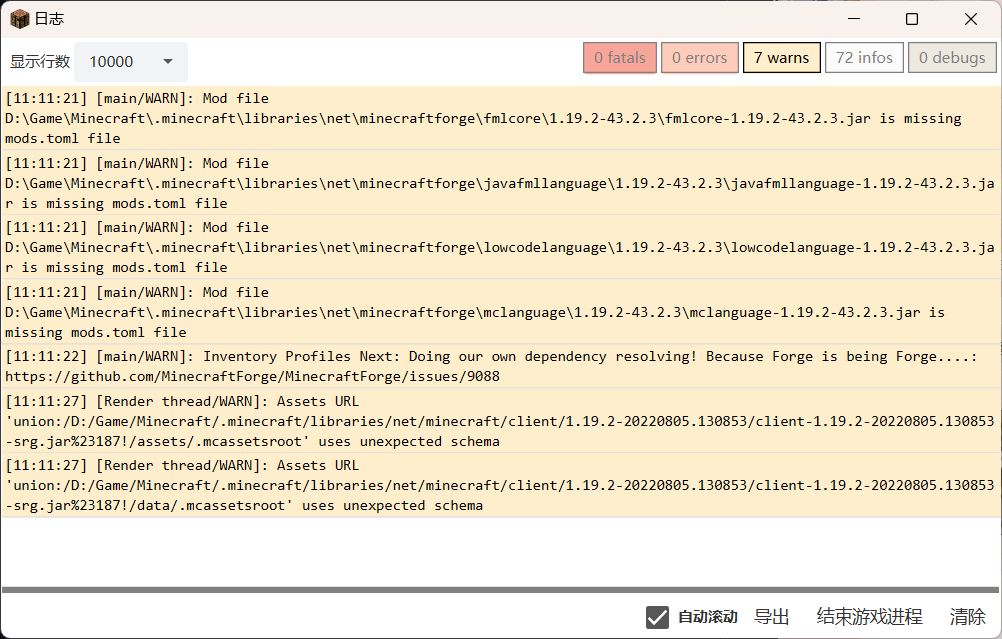 日志
显示行数 10000 0 fatals 0 errors 7 warns 72 infos 0 debugs
[11:11:21] [main/WARN]: Mod file
D:\Game\Minecraft\.minecraft\libraries\net\minecraftforge\fmlcore\1.19.2-43.2.3\fmlcore-1.19.2-43.2.3.jar is missing
mods.toml file
[11:11:21] [main/WARN]: Mod file
D:\Game\Minecraft\.minecraft\libraries\net\minecraftforge\javafmllanguage\1.19.2-43.2.3\javafmllanguage-1.19.2-43.2.3.ja
r is missing mods.toml file
[11:11:21] [main/WARN]: Mod file
D:\Game\Minecraft\.minecraft\libraries\net\minecraftforge\lowcodelanguage\1.19.2-43.2.3\lowcodelanguage-1.19.2-43.2.3.ja
r is missing mods.toml file
[11:11:21] [main/WARN]: Mod file
D:\Game\Minecraft\.minecraft\libraries\net\minecraftforge\mclanguage\1.19.2-43.2.3\mclanguage-1.19.2-43.2.3.jar is
missing mods.toml file
[11:11:22] [main/WARN]: Inventory Profiles Next: Doing our own dependency resolving! Because Forge is being Forge....:
https://github.com/MinecraftForge/MinecraftForge/issues/9088
[11:11:27] [Render thread/WARN]: Assets URL
'union:/D:/Game/Minecraft/.minecraft/libraries/net/minecraft/client/1.19.2-20220805.130853/client-1.19.2-20220805.130853
-srg.jar%23187!/assets/.mcassetsroot' uses unexpected schema
[11:11:27] [Render thread/WARN]: Assets URL
'union:/D:/Game/Minecraft/.minecraft/libraries/net/minecraft/client/1.19.2-20220805.130853/client-1.19.2-20220805.130853
-srg.jar%23187!/data/.mcassetsroot' uses unexpected schema
自动滚动 导出 结束游戏进程 清除